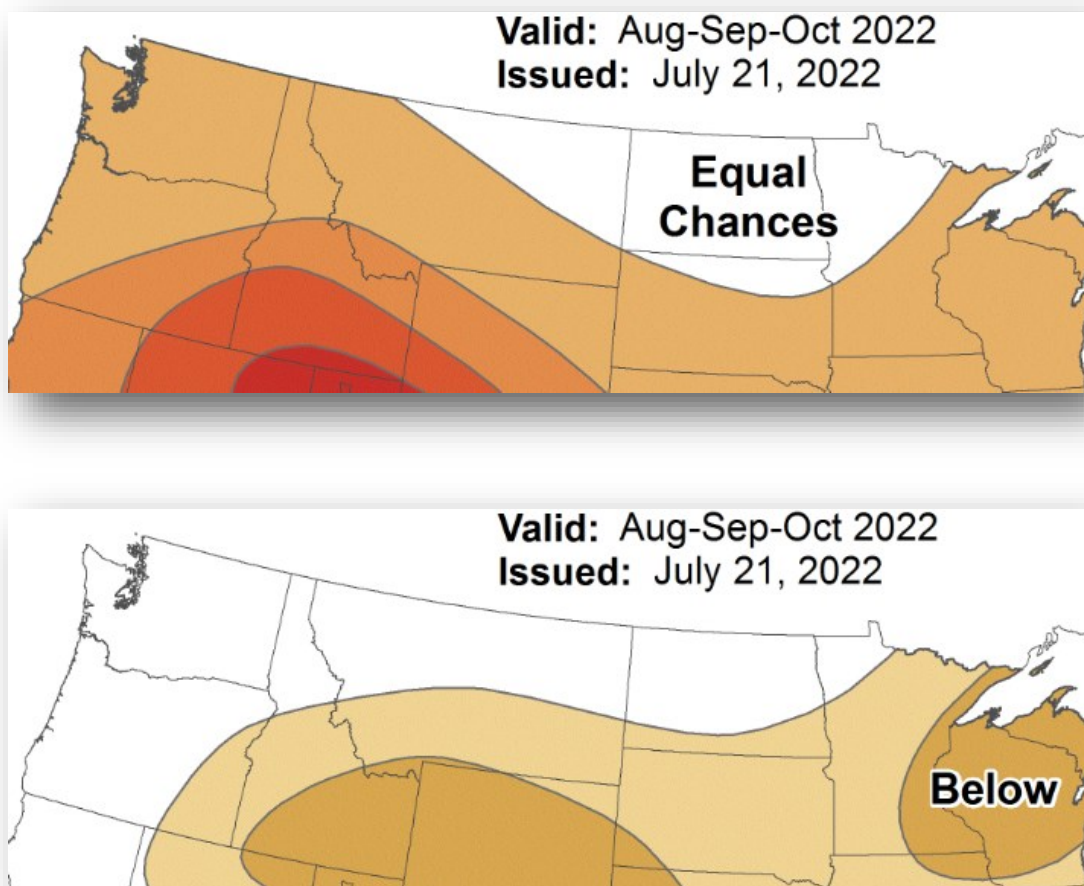 Valid: Aug-Sep-Oct 2022
Issued: July 21, 2022
Equal
Chances
Valid: Aug-Sep-Oct 2022
Issued: July 21, 2022
Below